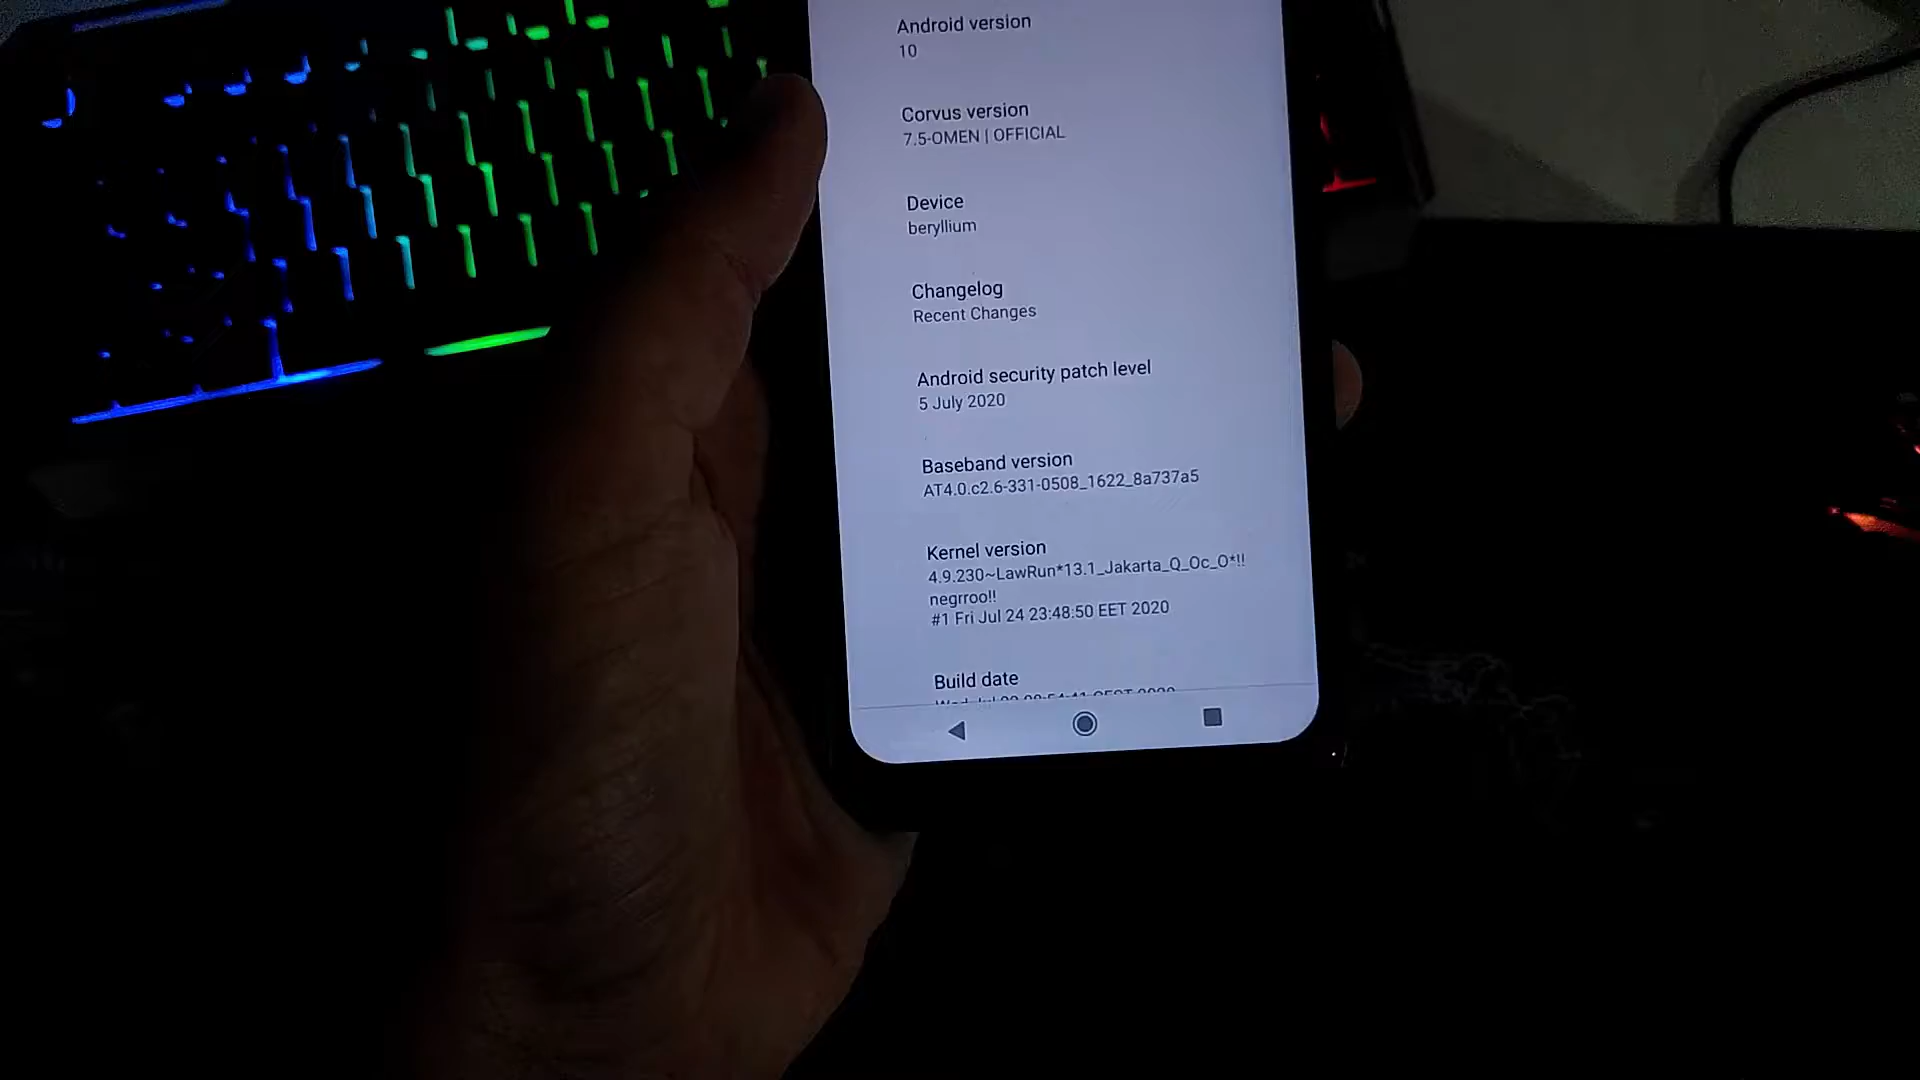 Android version
10
Corvus version
7.5-OMEN | OFFICIAL
Device
beryllium
Changelog
Recent Changes
Android security patch level
5 July 2020
Baseband version
AT4.0.c2.6-331-0508_1622_8a737a5
Kernel version
4.9.230~LawRun*13.1_Jakarta_Q_Oc_O*!!
negrroo!!
#1 Fri Jul 24 23:48:50 EET 2020
Build date